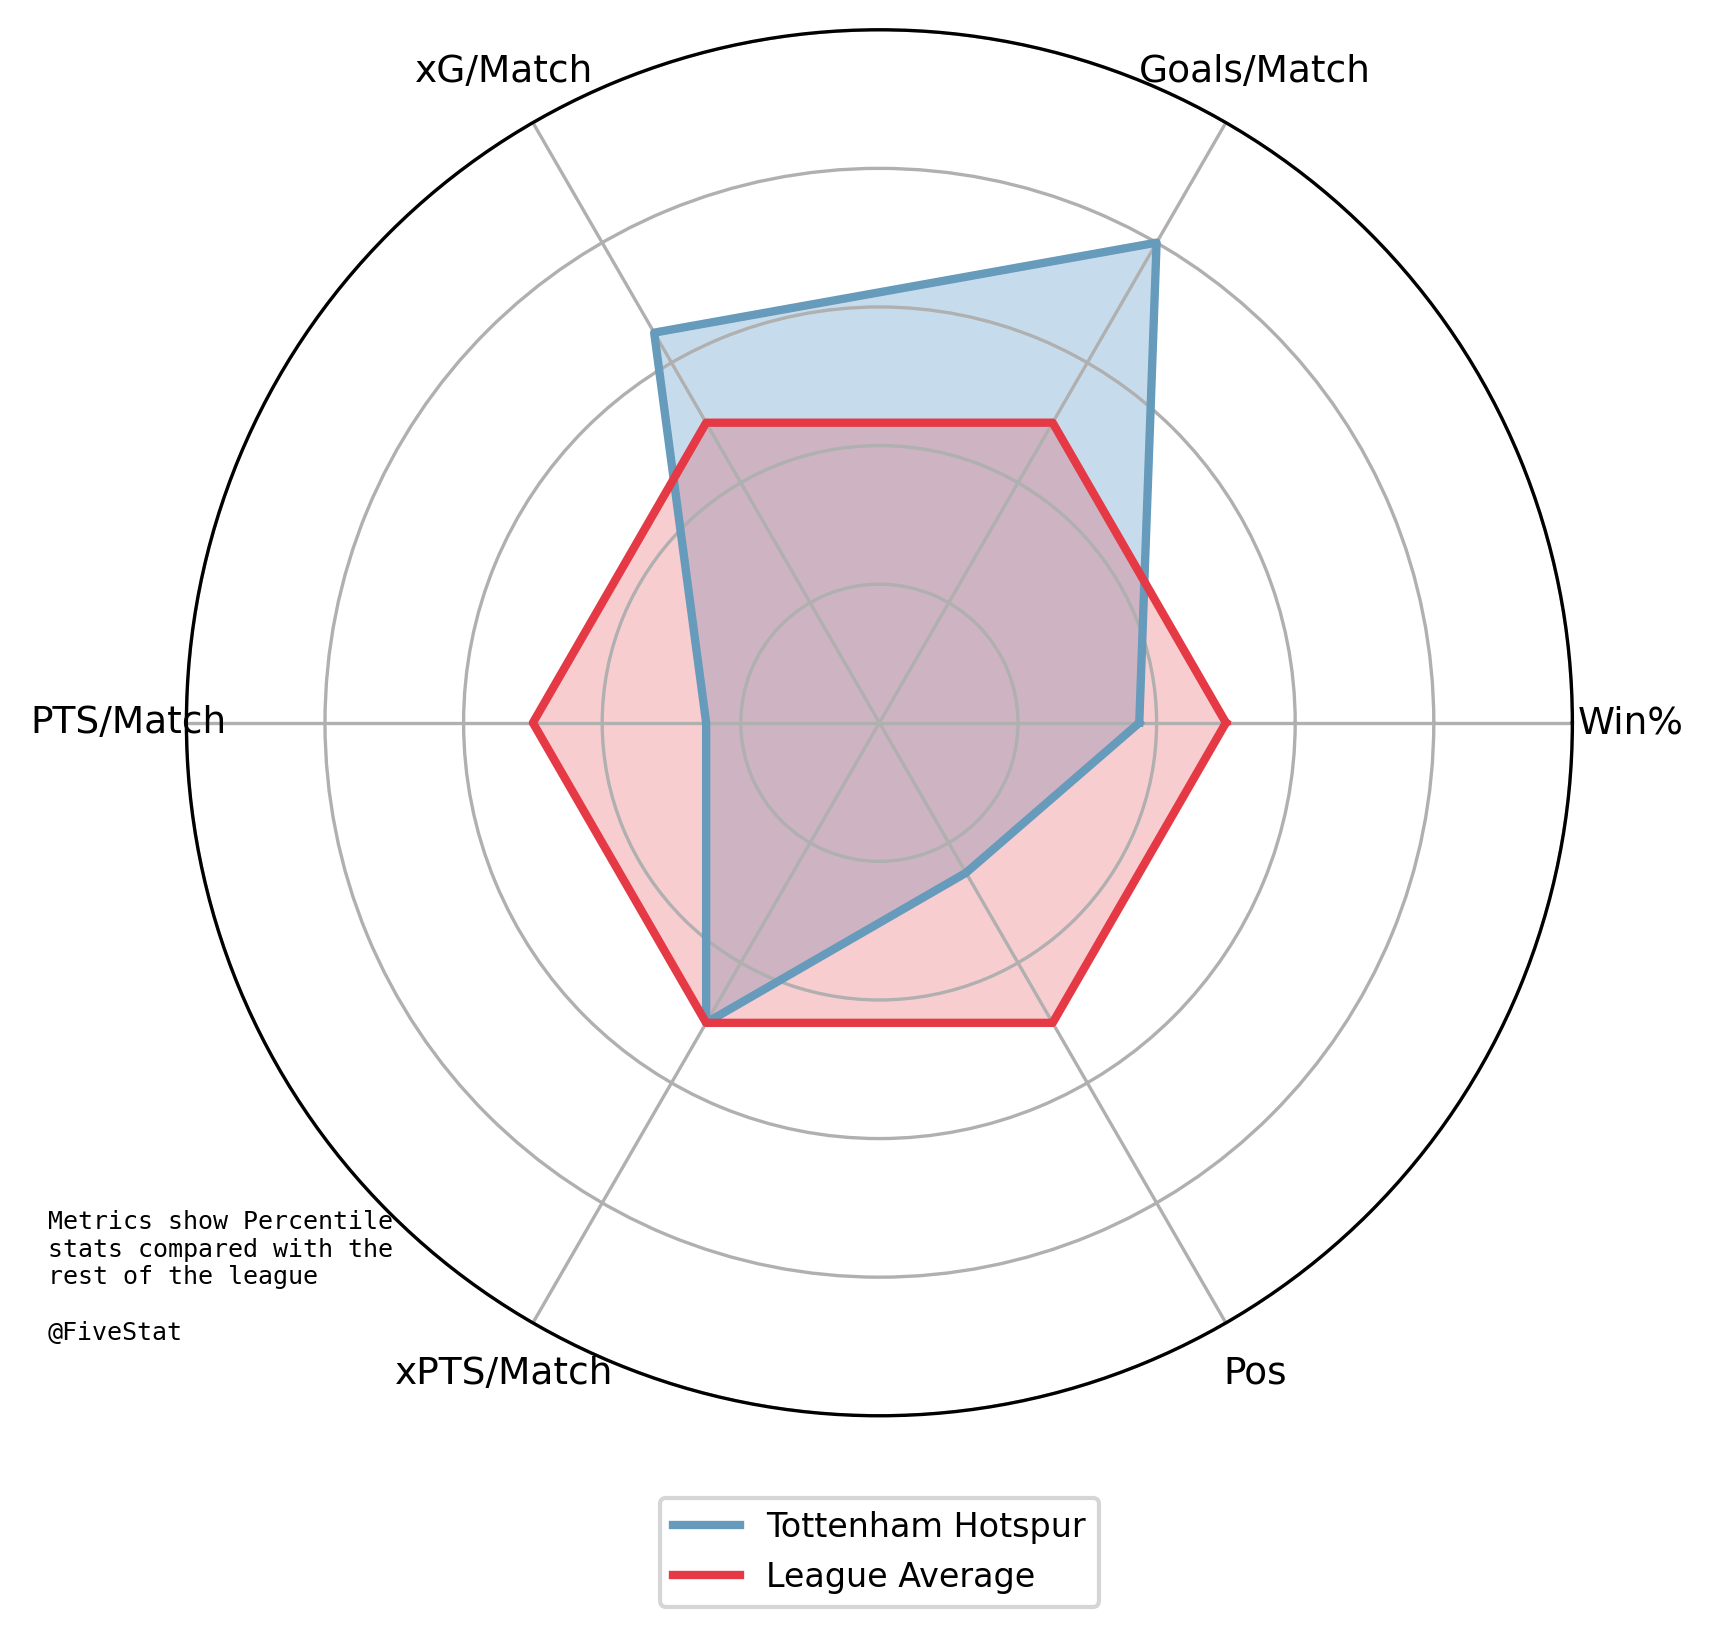 xG/Match
Goals/Match
PTS/Match
Win%
Metrics show Percentile
stats compared with the
rest of the league
@FiveStat
xPTS/Match
Pos
Tottenham Hotspur
League Average